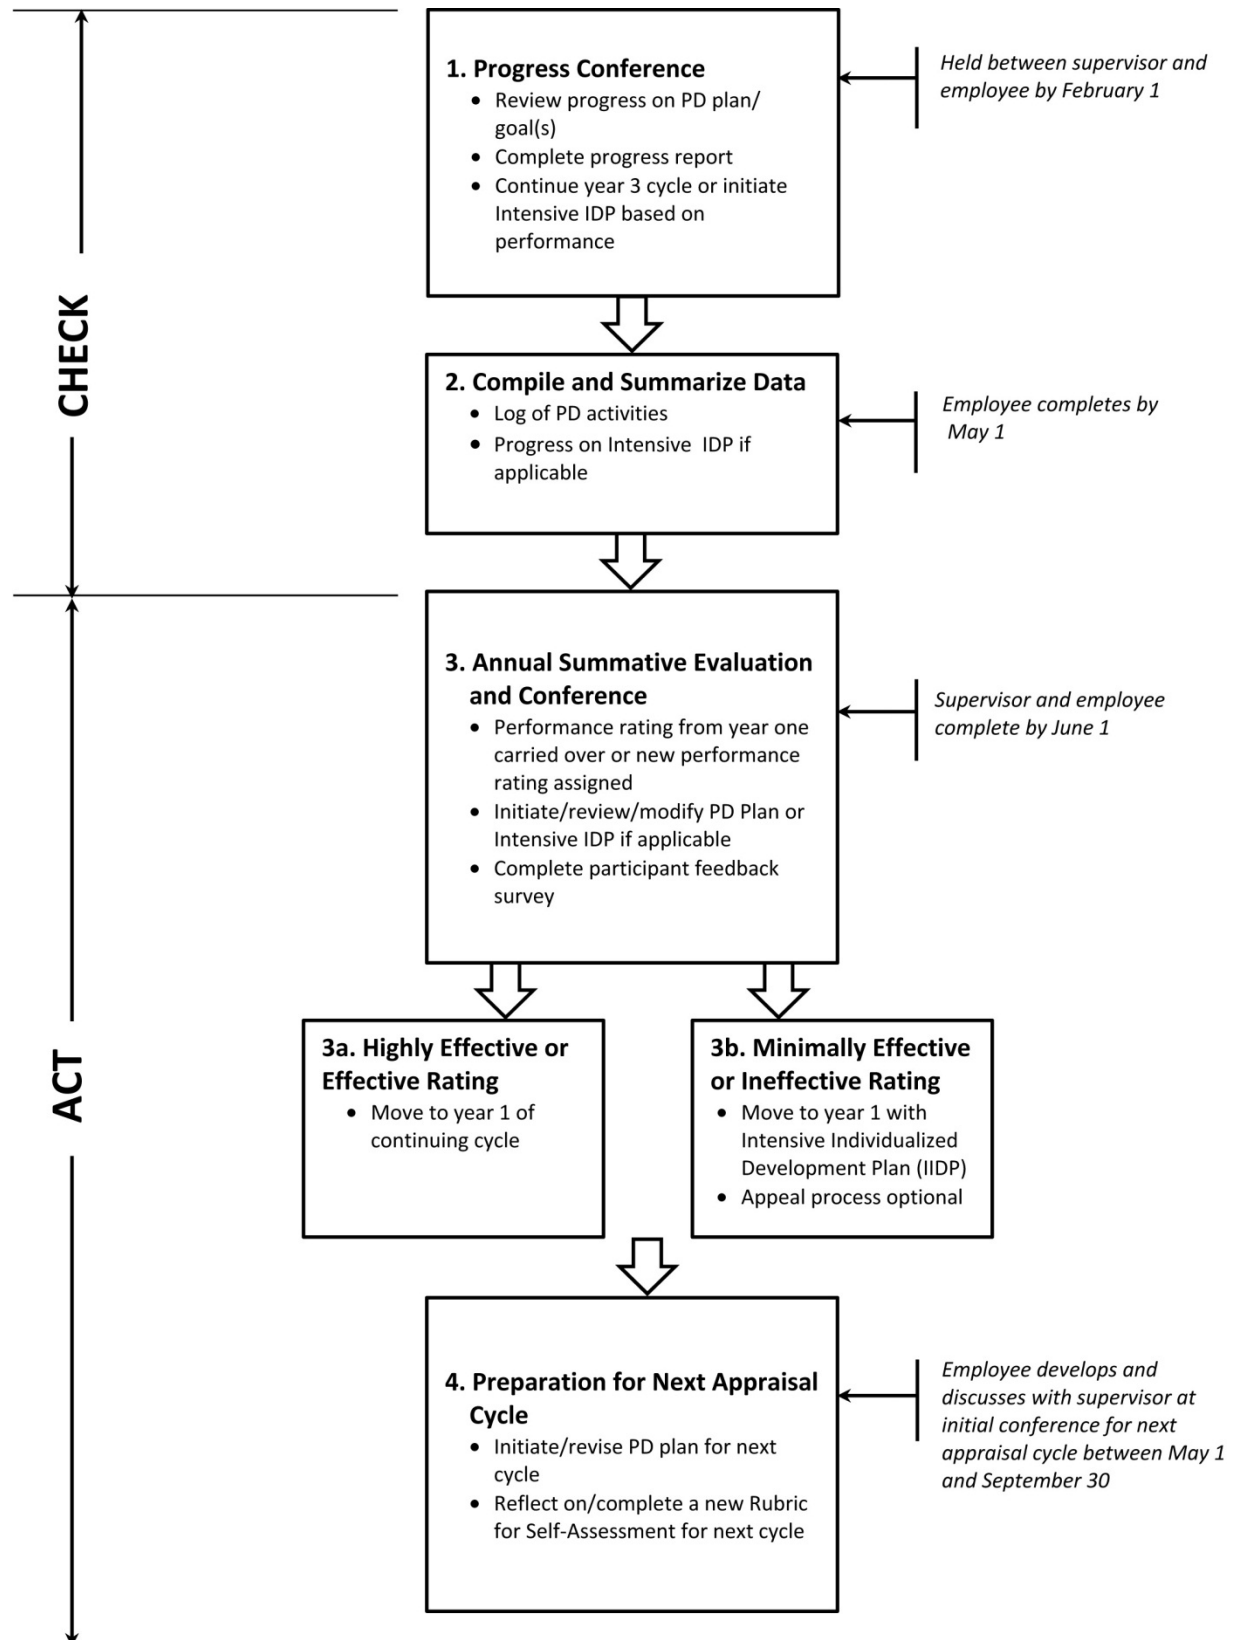 1. Progress Conference
• Review progress on PD plan/
goal(s)
• Complete progress report
• Continue year 3 cycle or initiate
Intensive IDP based on
performance
Held between supervisor and
employee by February 1
CHECK
2. Compile and Summarize Data
• Log of PD activities
• Progress on Intensive IDP if
applicable
Employee completes by
May 1
3. Annual Summative Evaluation
and Conference
• Performance rating from year one
carried over or new performance
rating assigned
• Initiate/review/modify PD Plan or
Intensive IDP if applicable
• Complete participant feedback
survey
Supervisor and employee
complete by June 1
ACT
3a. Highly Effective or
Effective Rating
• Move to year 1 of
continuing cycle
3b. Minimally Effective
or Ineffective Rating
• Move to year 1 with
Intensive Individualized
Development Plan (IIDP)
• Appeal process optional
4. Preparation for Next Appraisal
Cycle
• Initiate/revise PD plan for next
cycle
• Reflect on/complete a new Rubric
for Self-Assessment for next cycle
Employee develops and
discusses with supervisor at
initial conference for next
appraisal cycle between May 1
and September 30